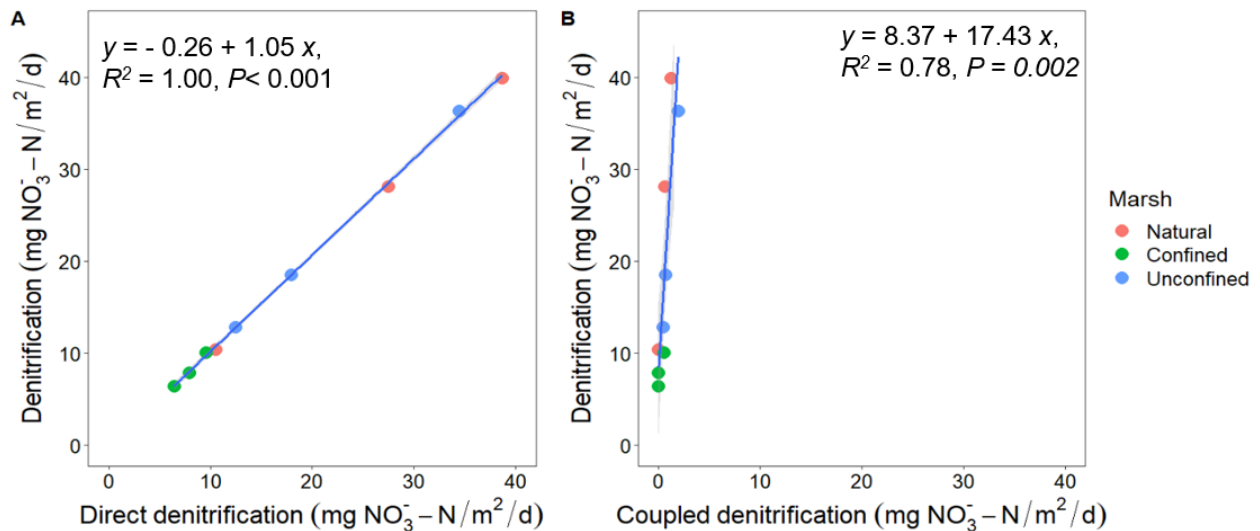 A
y = - 0.26 + 1.05 x,
R² = 1.00, P< 0.001
Denitrification (mg NO₃⁻ – N / m² / d)
40
30
20
10
0
0 10 20 30 40
Direct denitrification (mg NO₃⁻ – N / m² / d)
B
y = 8.37 + 17.43 x,
R² = 0.78, P = 0.002
Denitrification (mg NO₃⁻ – N / m² / d)
40
30
20
10
0
0 10 20 30 40
Coupled denitrification (mg NO₃⁻ – N / m² / d)
Marsh
Natural
Confined
Unconfined